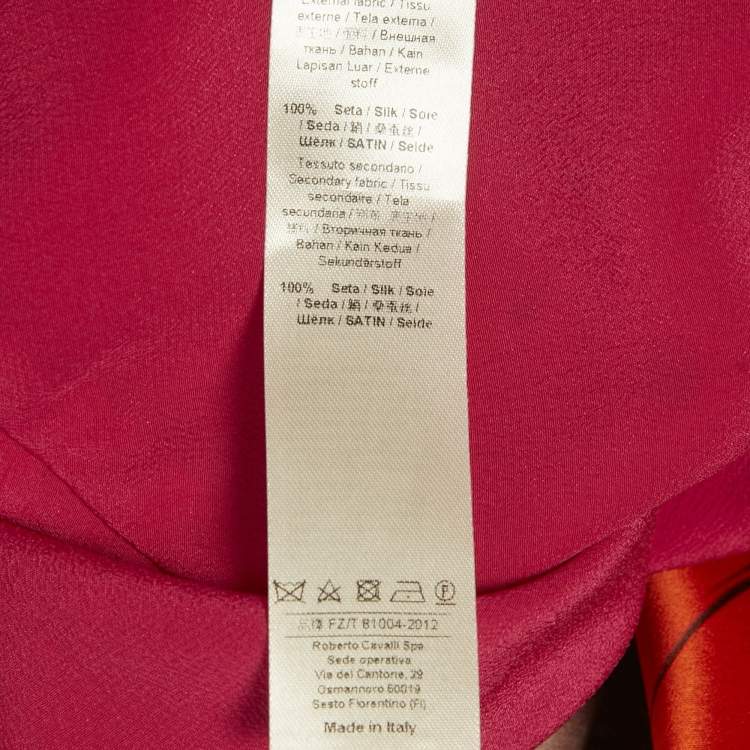 External fabric / Tissu
externe / Tela externa /
/ Внешняя
ткань / Bahan / Kain
Lapisan Luar / Externe
stoff
100% Seta / Silk / Soie
/ Seda / 絹 / 桑蚕丝 /
Шёлк / SATIN / Seide
Tessuto secondario /
Secondary fabric / Tissu
secondaire / Tela
secundaria /
/ Вторичная ткань /
Bahan / Kain Kedua /
Sekundärstoff
100% Seta / Silk / Soie
/ Seda / 絹 / 桑蚕丝 /
Шёлк / SATIN / Seide
FZ/T 81004-2012
Roberto Cavalli Spa
Sede operativa
Via del Cantone, 29
Osmannoro 50019
Sesto Fiorentino (FI)
Made in Italy